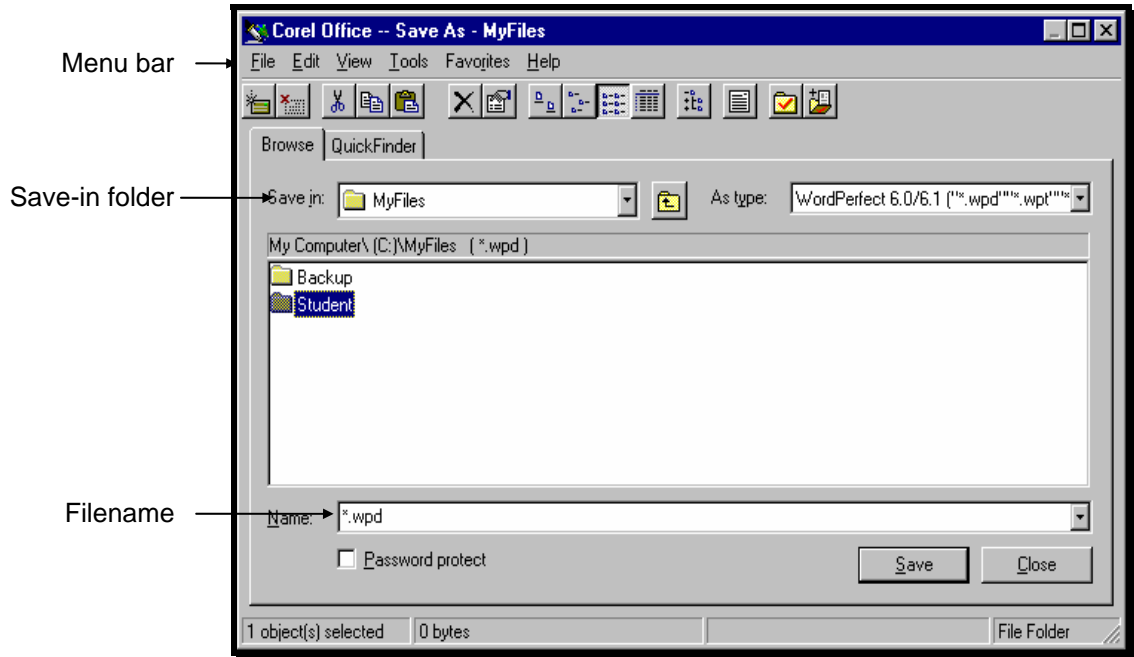 Corel Office -- Save As - MyFiles
Menu bar
File Edit View Tools Favorites Help
Browse QuickFinder
Save-in folder
Save in: MyFiles As type: WordPerfect 6.0/6.1 ("*.wpd""*.wpt""*
My Computer\ (C:)\MyFiles ( *.wpd )
Backup
Student
Filename
Name: *.wpd
Password protect
Save Close
1 object(s) selected 0 bytes File Folder